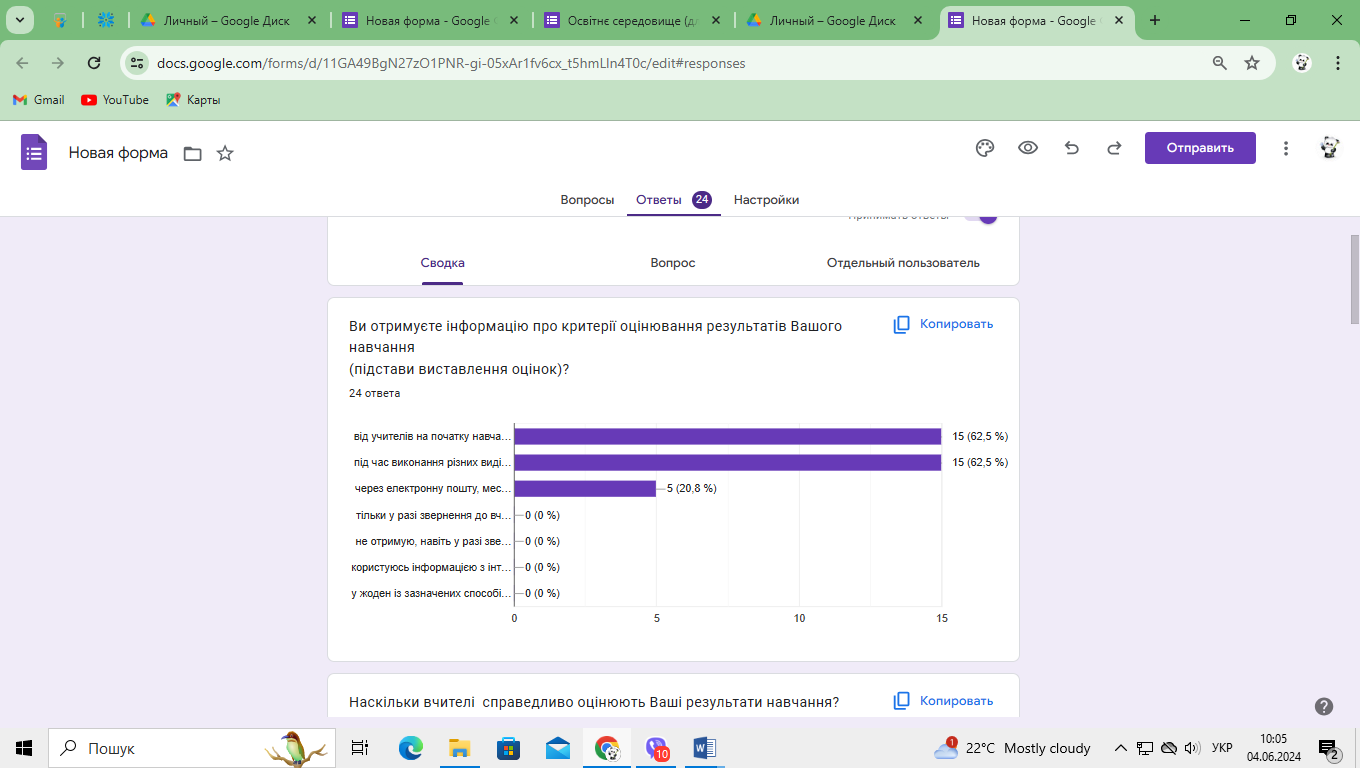 Личный – Google Диск
Новая форма - Google
Освітнє середовище (д
Личный – Google Диск
Новая форма - Google
docs.google.com/forms/d/11GA49BgN27zO1PNR-gi-05xAr1fv6cx_t5hmLln4T0c/edit#responses
Gmail YouTube Карты
Новая форма
Отправить
Вопросы Ответы 24 Настройки
Принимать ответы
Сводка Вопрос Отдельный пользователь
Ви отримуєте інформацію про критерії оцінювання результатів Вашого
навчання
(підстави виставлення оцінок)?
Копировать
24 ответа
від учителів на початку навча... 15 (62,5 %)
під час виконання різних виді... 15 (62,5 %)
через електронну пошту, мес... 5 (20,8 %)
тільки у разі звернення до вч... 0 (0 %)
не отримую, навіть у разі зве... 0 (0 %)
користуюсь інформацією з інт... 0 (0 %)
у жоден із зазначених способі... 0 (0 %)
0 5 10 15
Наскільки вчителі справедливо оцінюють Ваші результати навчання?
Копировать
Пошук
10
1
22°C Mostly cloudy
УКР
10:05
04.06.2024
2